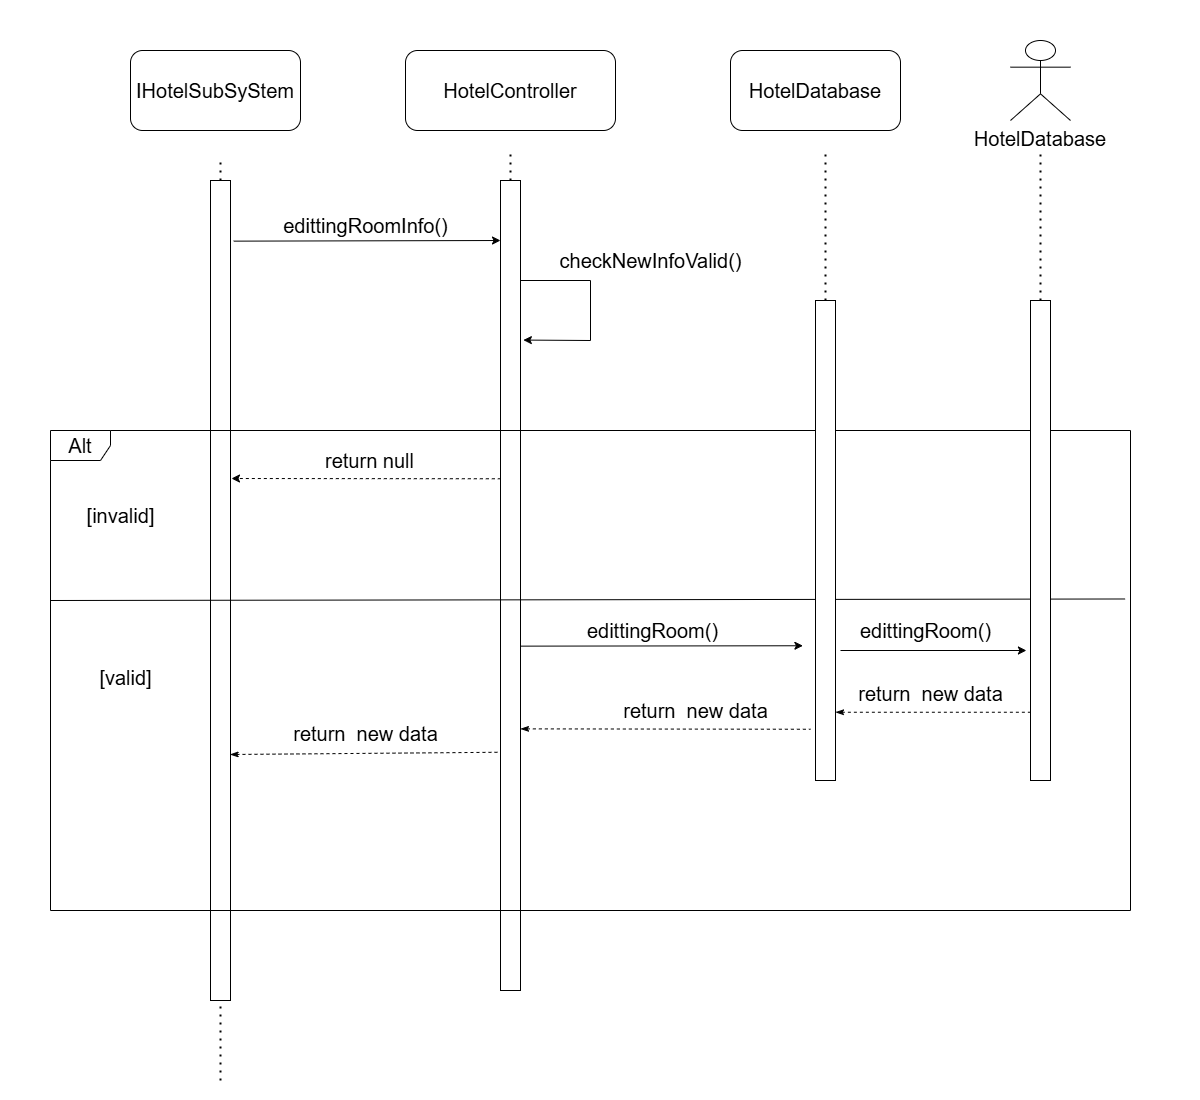 IHotelSubSyStem
HotelController
HotelDatabase
HotelDatabase
edittingRoomInfo()
checkNewInfoValid()
Alt
return null
[invalid]
edittingRoom()
edittingRoom()
[valid]
return  new data
return  new data
return  new data